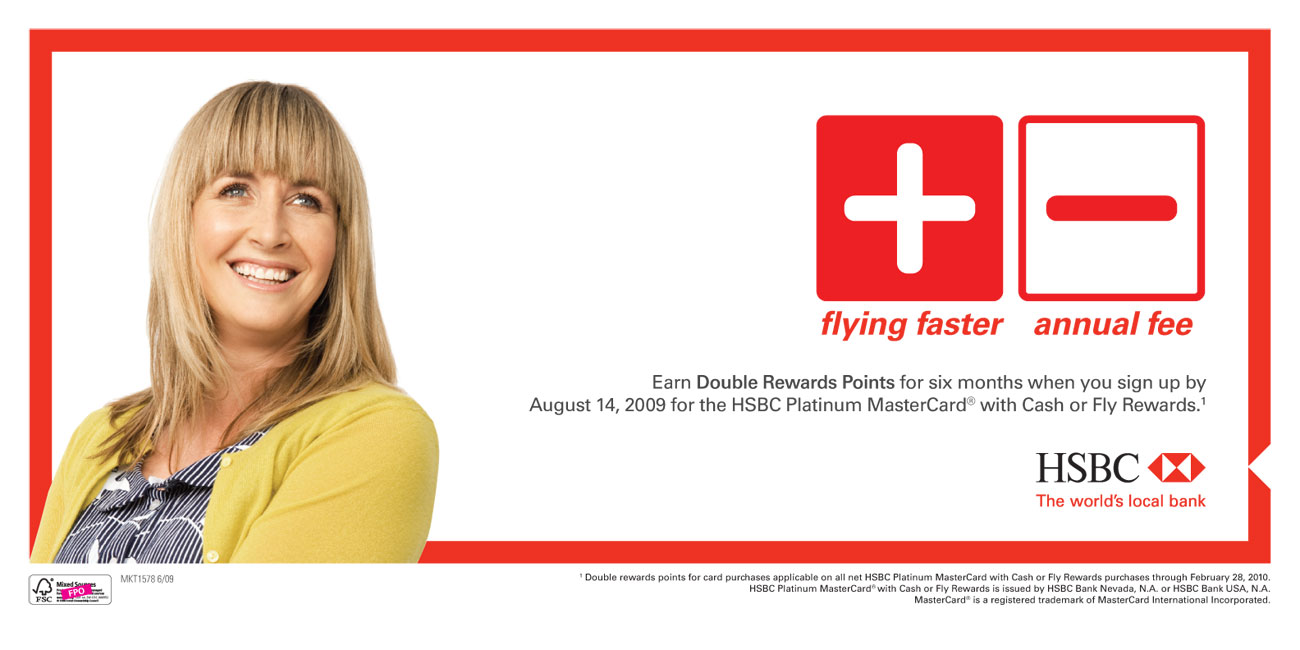 flying faster annual fee
Earn Double Rewards Points for six months when you sign up by
August 14, 2009 for the HSBC Platinum MasterCard® with Cash or Fly Rewards.¹
HSBC
The world's local bank
Mixed Sources
FPO
FSC
MKT1578 6/09
¹ Double rewards points for card purchases applicable on all net HSBC Platinum MasterCard with Cash or Fly Rewards purchases through February 28, 2010.
HSBC Platinum MasterCard® with Cash or Fly Rewards is issued by HSBC Bank Nevada, N.A. or HSBC Bank USA, N.A.
MasterCard® is a registered trademark of MasterCard International Incorporated.